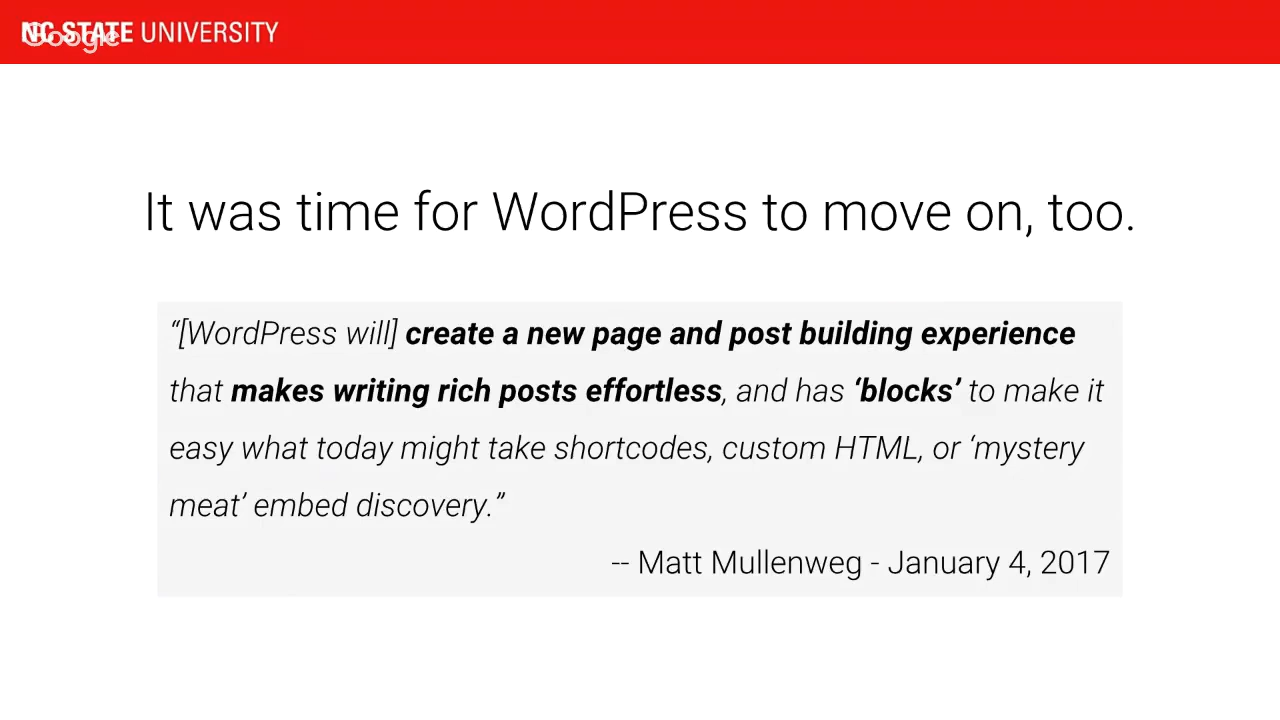 NC STATE UNIVERSITY
Google
It was time for WordPress to move on, too.
“[WordPress will] create a new page and post building experience
that makes writing rich posts effortless, and has ‘blocks’ to make it
easy what today might take shortcodes, custom HTML, or ‘mystery
meat’ embed discovery.”
-- Matt Mullenweg - January 4, 2017